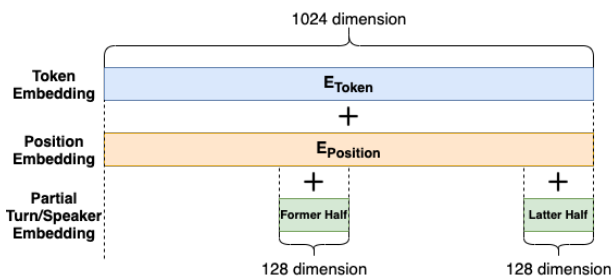 1024 dimension
Token
Embedding
E_Token
+
Position
Embedding
E_Position
+ +
Partial
Turn/Speaker
Embedding
Former Half Latter Half
128 dimension 128 dimension